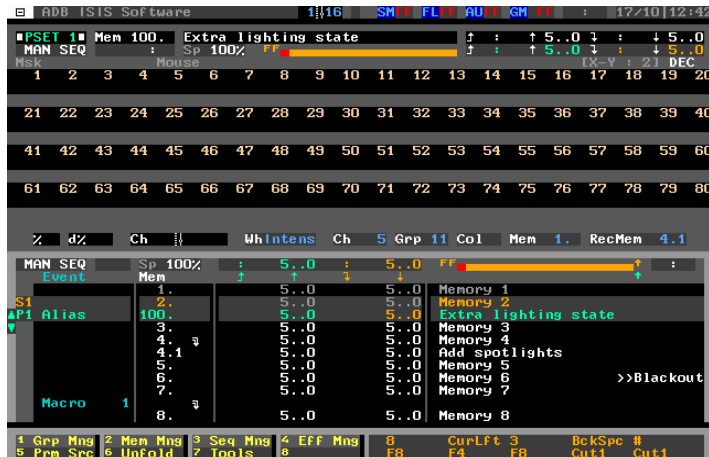 ADB ISIS Software 1 16 SMFF FLFF AUFF GM FF : 17/10 12:42
PSET 1 Mem 100. Extra lighting state : ↑ 5..0 : ↓ 5..0
MAN SEQ : Sp 100% FF : ↑ 5..0 : ↓ 5..0
Msk Mouse [X-Y : 2] DEC
1 2 3 4 5 6 7 8 9 10 11 12 13 14 15 16 17 18 19 20
21 22 23 24 25 26 27 28 29 30 31 32 33 34 35 36 37 38 39 40
41 42 43 44 45 46 47 48 49 50 51 52 53 54 55 56 57 58 59 60
61 62 63 64 65 66 67 68 69 70 71 72 73 74 75 76 77 78 79 80
% d% Ch WhIntens Ch 5 Grp 11 Col Mem 1. RecMem 4.1
MAN SEQ Sp 100% : 5..0 : 5..0 FF ↑ :
Event Mem ↑ ↓ ↑
1. 5..0 5..0 Memory 1
S1 2. 5..0 5..0 Memory 2
P1 Alias 100. 5..0 5..0 Extra lighting state
3. 5..0 5..0 Memory 3
4. 5..0 5..0 Memory 4
4.1 5..0 5..0 Add spotlights
5. 5..0 5..0 Memory 5
6. 5..0 5..0 Memory 6 >>Blackout
7. 5..0 5..0 Memory 7
Macro 1
8. 5..0 5..0 Memory 8
1 Grp Mng 2 Mem Mng 3 Seq Mng 4 Eff Mng 8 CurLft 3 BckSpc #
5 Prm Src 6 Unfold 7 Tools 8 F8 F4 F8 Cut1 Cut1